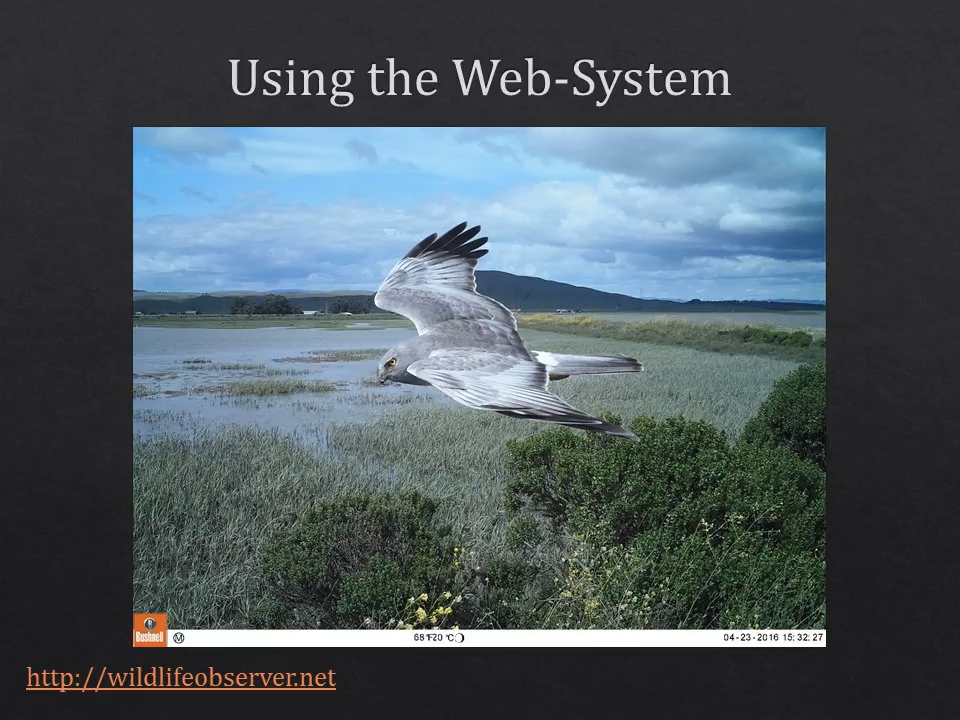 Using the Web-System
Bushnell
M 68°F20°C 04-23-2016 15:32:27
http://wildlifeobserver.net